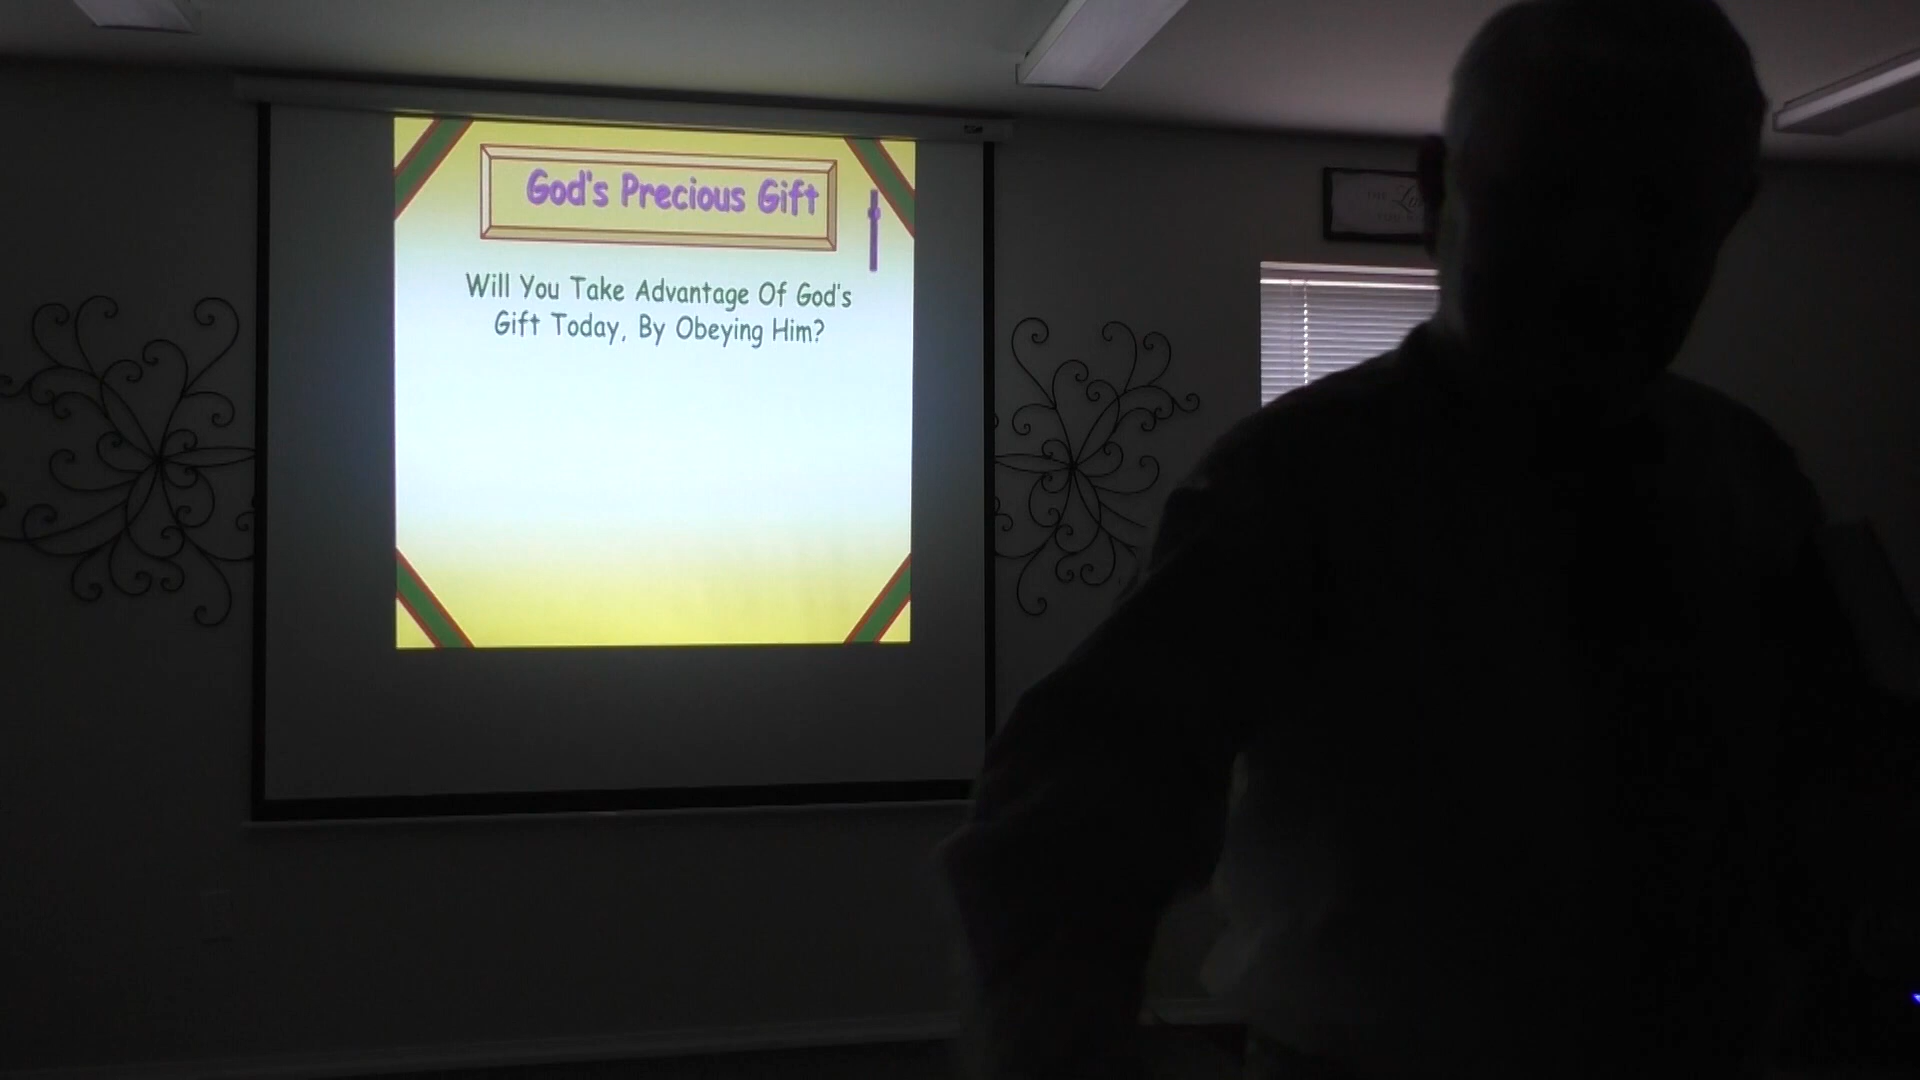 God's Precious Gift
Will You Take Advantage Of God's
Gift Today, By Obeying Him?